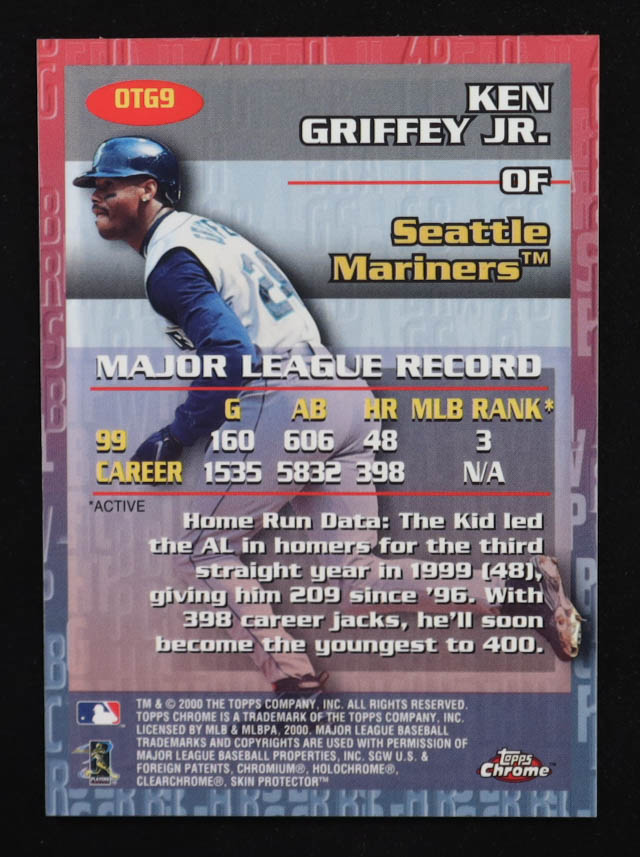 OTG9
KEN
GRIFFEY JR.
OF
Seattle
Mariners™
MAJOR LEAGUE RECORD
G AB HR MLB RANK*
99 160 606 48 3
CAREER 1535 5832 398 N/A
*ACTIVE
Home Run Data: The Kid led
the AL in homers for the third
straight year in 1999 (48),
giving him 209 since '96. With
398 career jacks, he'll soon
become the youngest to 400.
TM & © 2000 THE TOPPS COMPANY, INC. ALL RIGHTS RESERVED.
TOPPS CHROME IS A TRADEMARK OF THE TOPPS COMPANY, INC.
LICENSED BY MLB & MLBPA, 2000. MAJOR LEAGUE BASEBALL
TRADEMARKS AND COPYRIGHTS ARE USED WITH PERMISSION OF
MAJOR LEAGUE BASEBALL PROPERTIES, INC. SGW U.S. &
FOREIGN PATENTS, CHROMIUM®, HOLOCHROME®,
CLEARCHROME®, SKIN PROTECTOR™
PLAYERS
Topps
Chrome™